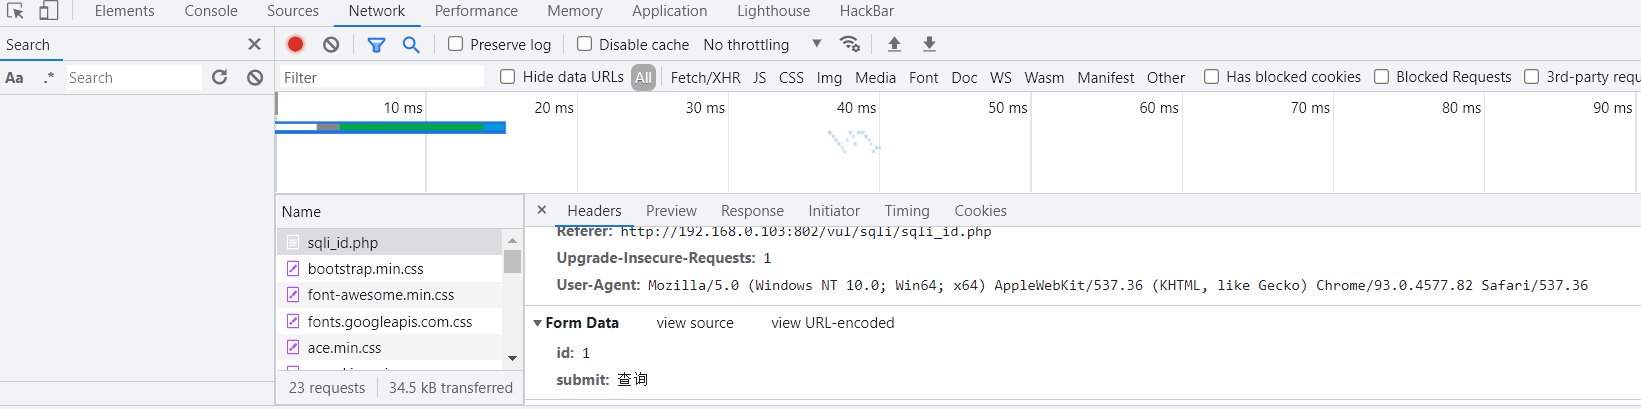 Elements Console Sources Network Performance Memory Application Lighthouse HackBar
Search
Preserve log Disable cache No throttling
Aa .* Search
Filter Hide data URLs All Fetch/XHR JS CSS Img Media Font Doc WS Wasm Manifest Other Has blocked cookies Blocked Requests 3rd-party requ
10 ms 20 ms 30 ms 40 ms 50 ms 60 ms 70 ms 80 ms 90 ms
Name
Headers Preview Response Initiator Timing Cookies
sqli_id.php
bootstrap.min.css
font-awesome.min.css
fonts.googleapis.com.css
ace.min.css
23 requests 34.5 kB transferred
Referer: http://192.168.0.103:802/vul/sqli/sqli_id.php
Upgrade-Insecure-Requests: 1
User-Agent: Mozilla/5.0 (Windows NT 10.0; Win64; x64) AppleWebKit/537.36 (KHTML, like Gecko) Chrome/93.0.4577.82 Safari/537.36
Form Data view source view URL-encoded
id: 1
submit: 查询